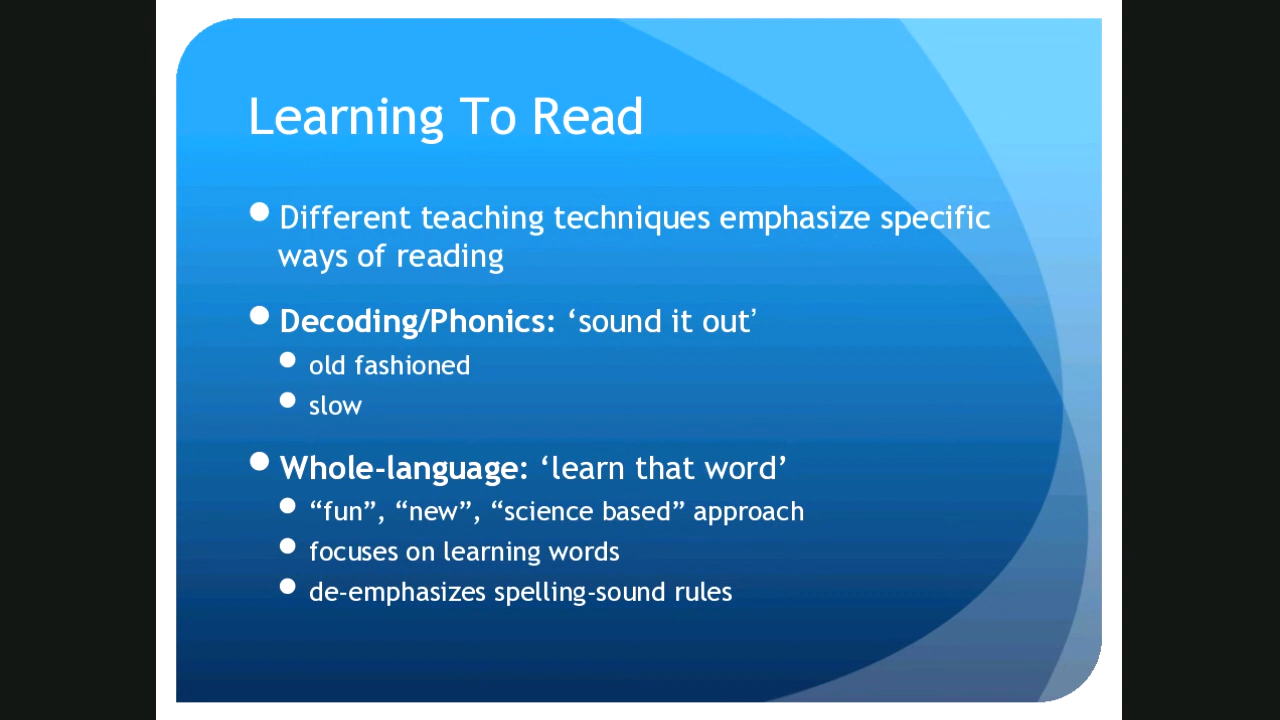 Learning To Read
Different teaching techniques emphasize specific
ways of reading
Decoding/Phonics: ‘sound it out’
old fashioned
slow
Whole-language: ‘learn that word’
“fun”, “new”, “science based” approach
focuses on learning words
de-emphasizes spelling-sound rules